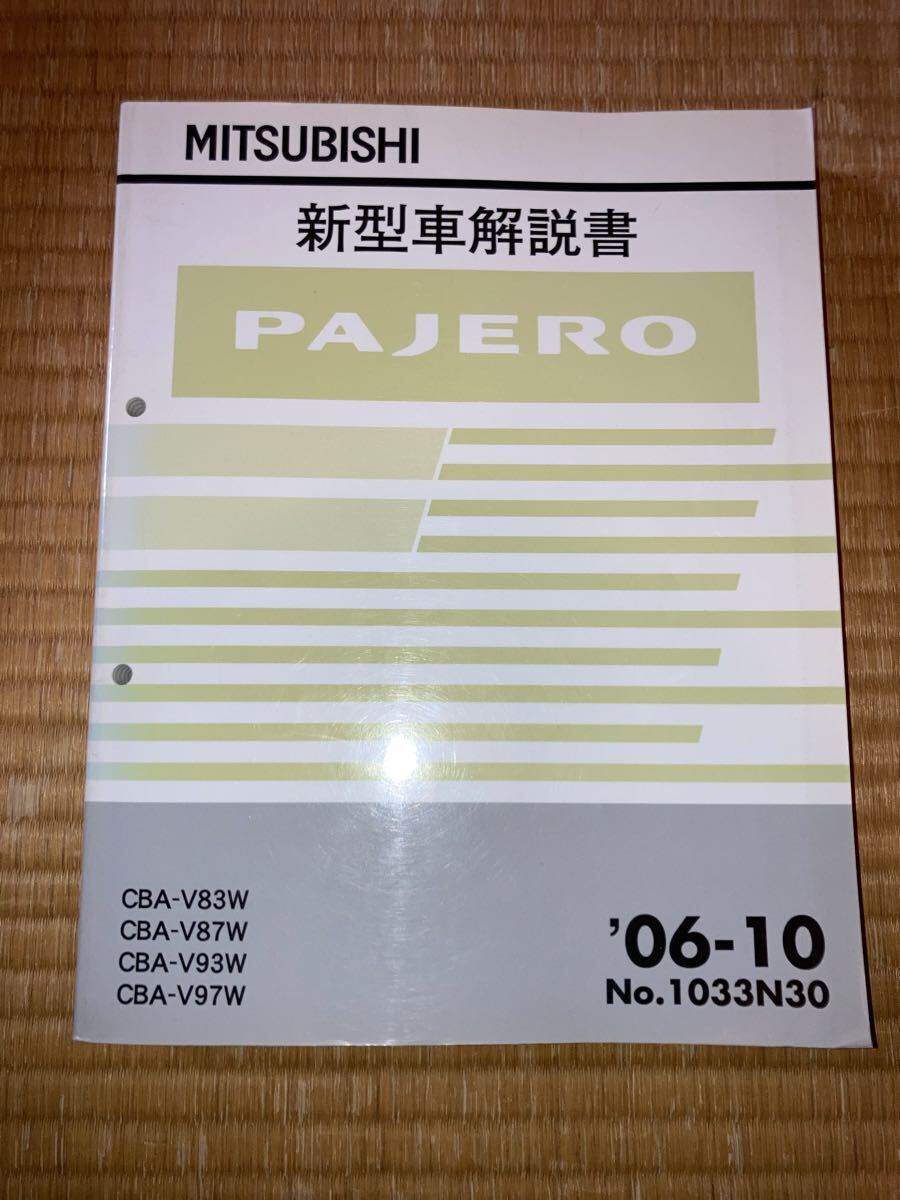 MITSUBISHI
新型車解説書
PAJERO
CBA-V83W
CBA-V87W
CBA-V93W
CBA-V97W
’06-10
No.1033N30